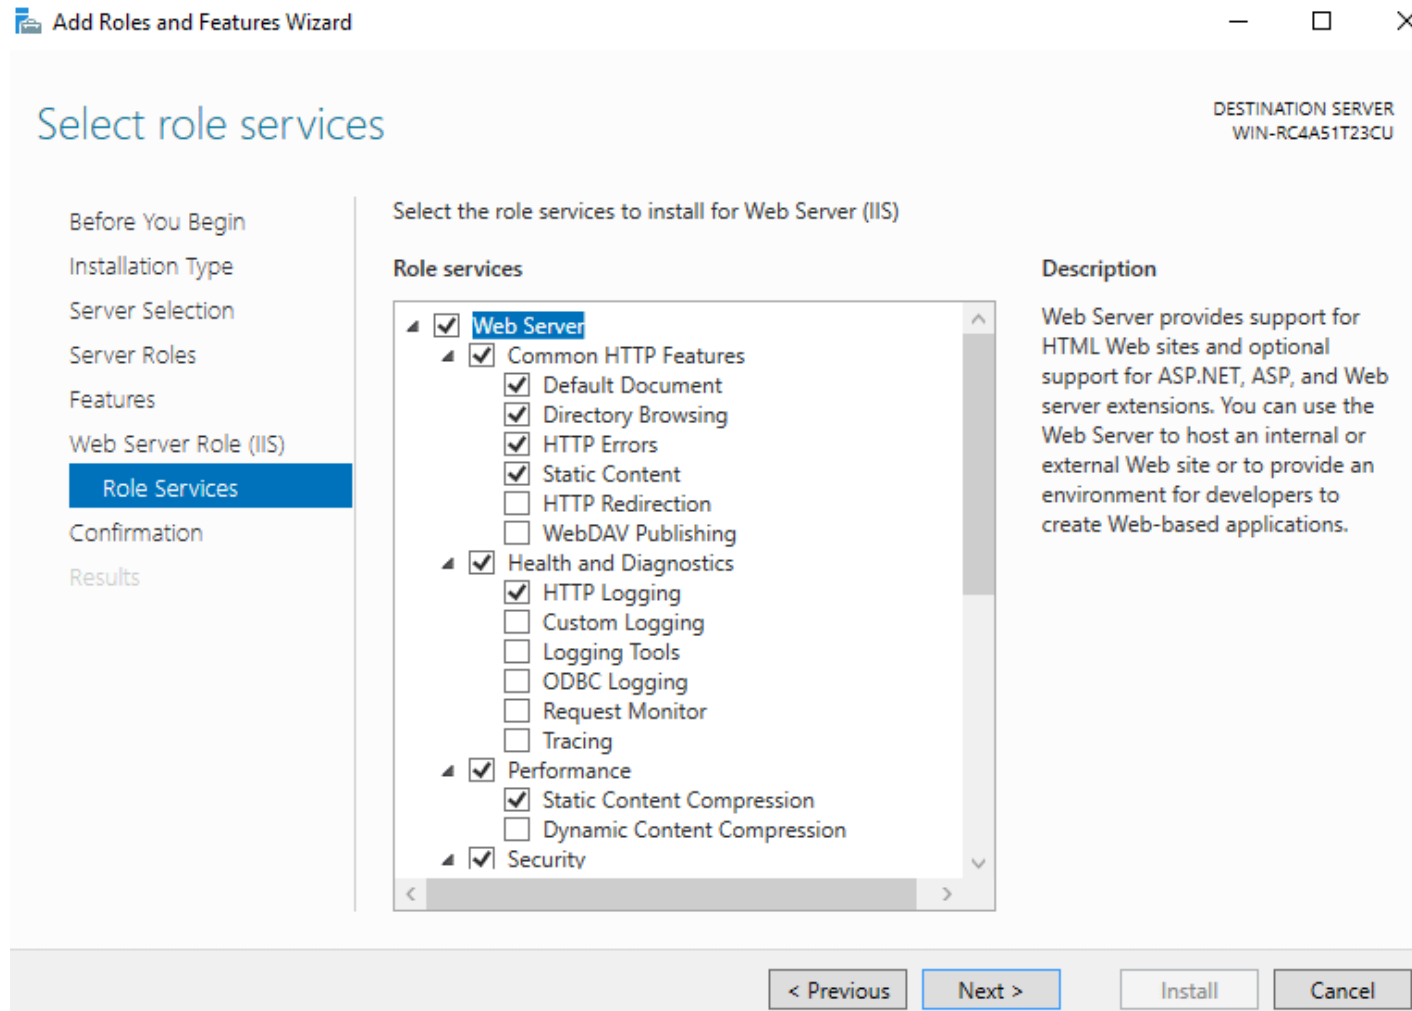 Add Roles and Features Wizard
Select role services
DESTINATION SERVER
WIN-RC4A51T23CU
Before You Begin
Installation Type
Server Selection
Server Roles
Features
Web Server Role (IIS)
Role Services
Confirmation
Results
Select the role services to install for Web Server (IIS)
Role services
Web Server
Common HTTP Features
Default Document
Directory Browsing
HTTP Errors
Static Content
HTTP Redirection
WebDAV Publishing
Health and Diagnostics
HTTP Logging
Custom Logging
Logging Tools
ODBC Logging
Request Monitor
Tracing
Performance
Static Content Compression
Dynamic Content Compression
Security
Description
Web Server provides support for
HTML Web sites and optional
support for ASP.NET, ASP, and Web
server extensions. You can use the
Web Server to host an internal or
external Web site or to provide an
environment for developers to
create Web-based applications.
< Previous
Next >
Install
Cancel